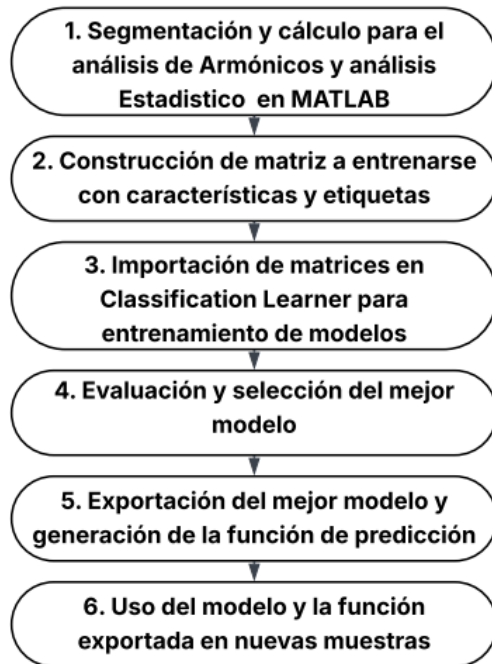 1. Segmentación y cálculo para el
análisis de Armónicos y análisis
Estadistico en MATLAB
2. Construcción de matriz a entrenarse
con características y etiquetas
3. Importación de matrices en
Classification Learner para
entrenamiento de modelos
4. Evaluación y selección del mejor
modelo
5. Exportación del mejor modelo y
generación de la función de predicción
6. Uso del modelo y la función
exportada en nuevas muestras